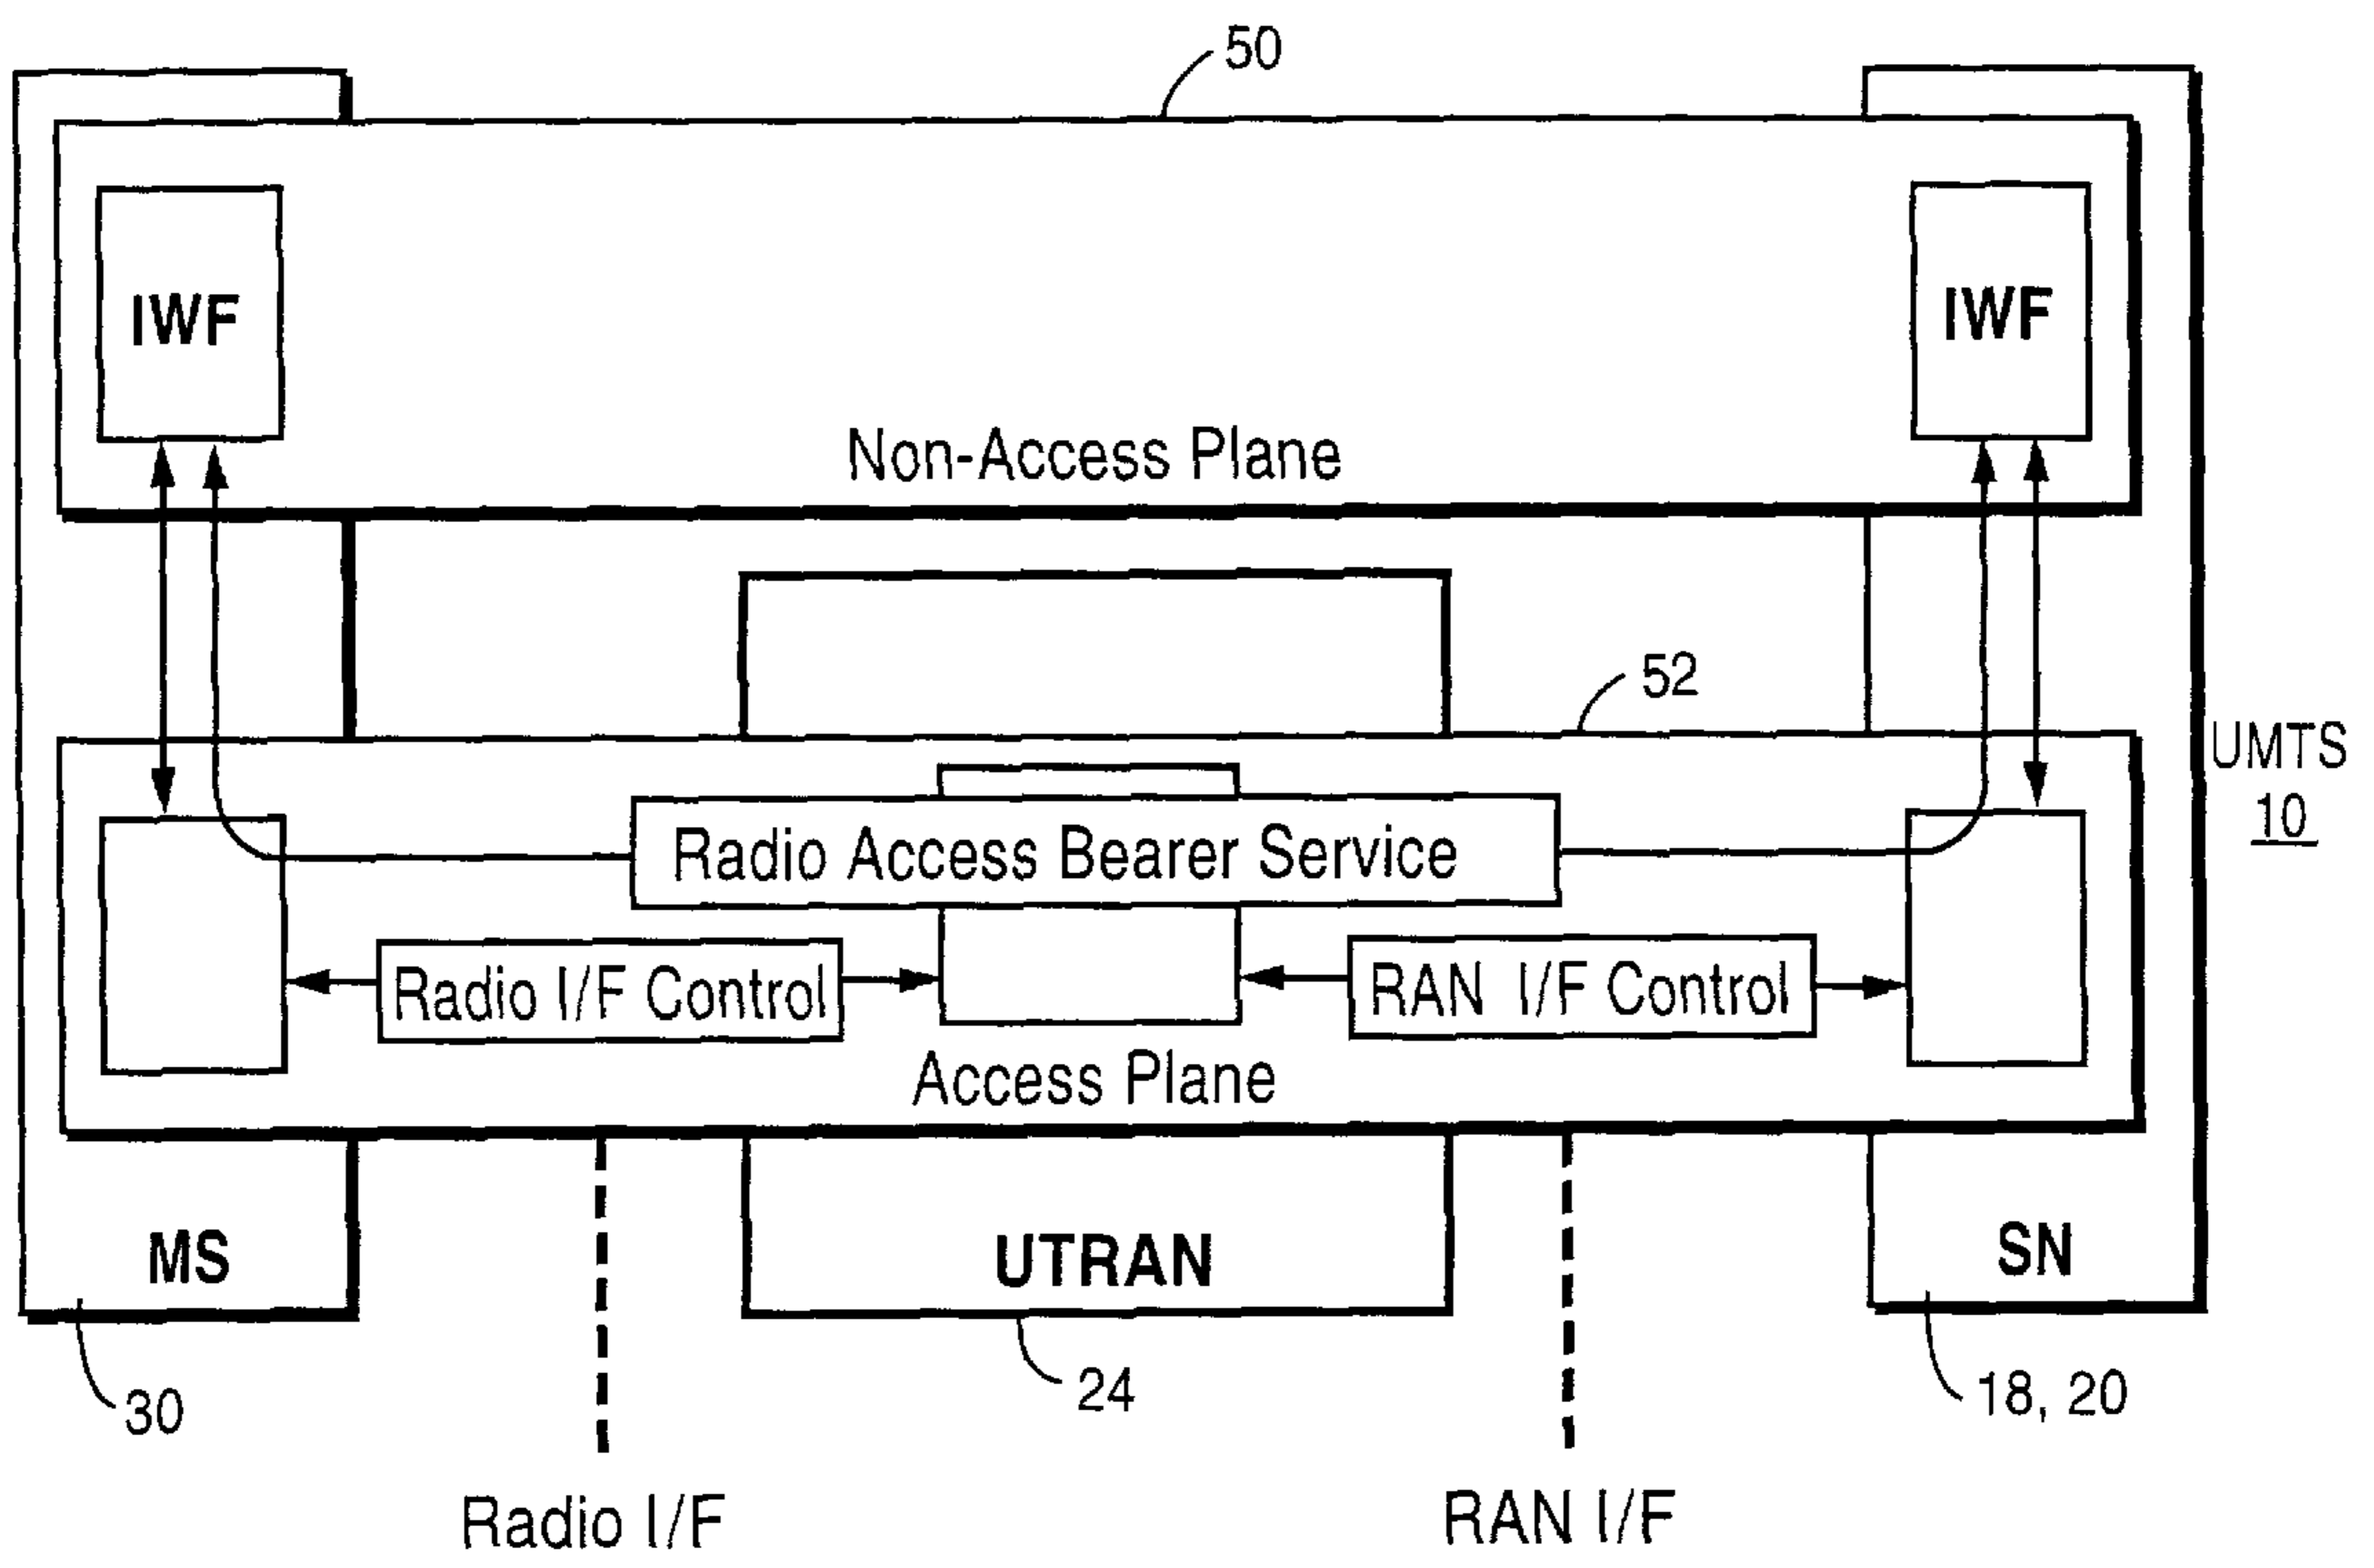 50
IWF
IWF
Non-Access Plane
52
UMTS
10
Radio Access Bearer Service
Radio I/F Control
RAN I/F Control
Access Plane
MS
UTRAN
SN
30
24
18, 20
Radio I/F
RAN I/F